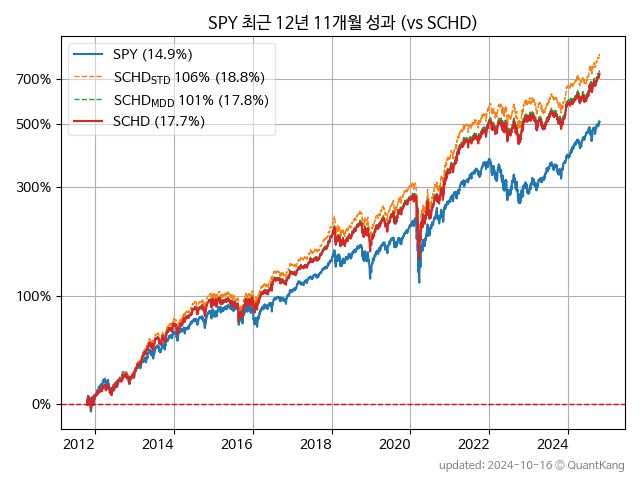 SPY 최근 12년 11개월 성과 (vs SCHD)
SPY (14.9%)
SCHD_STD 106% (18.8%)
SCHD_MDD 101% (17.8%)
SCHD (17.7%)
700%
500%
300%
100%
0%
2012 2014 2016 2018 2020 2022 2024
updated: 2024-10-16 © QuantKang